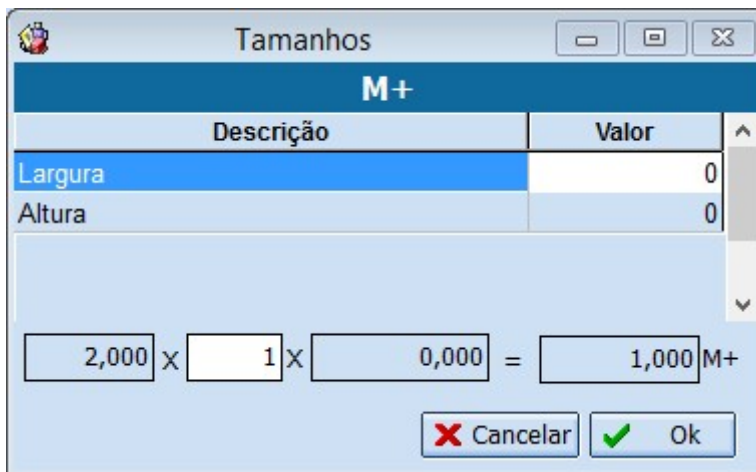 Tamanhos
M+
Descrição Valor
Largura 0
Altura 0
2,000 X 1 X 0,000 = 1,000 M+
Cancelar Ok